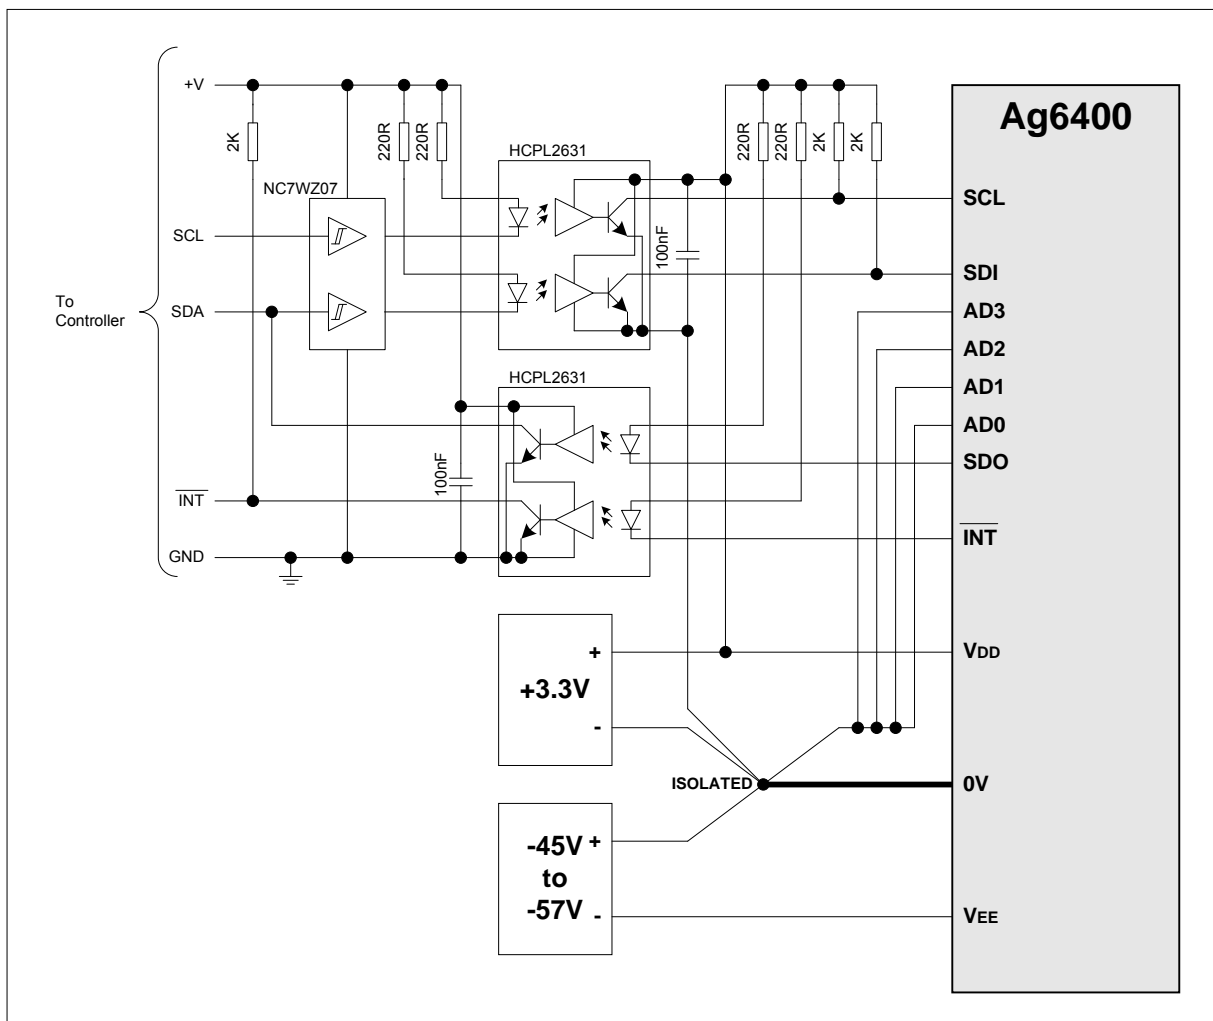 Ag6400
+V
2K
220R
220R
HCPL2631
220R
220R
2K
2K
NC7WZ07
SCL
SCL
100nF
SDI
To
Controller
SDA
AD3
AD2
HCPL2631
AD1
AD0
SDO
100nF
INT
INT
GND
+
+3.3V
-
VDD
ISOLATED
0V
-45V
to
-57V
+
-
VEE